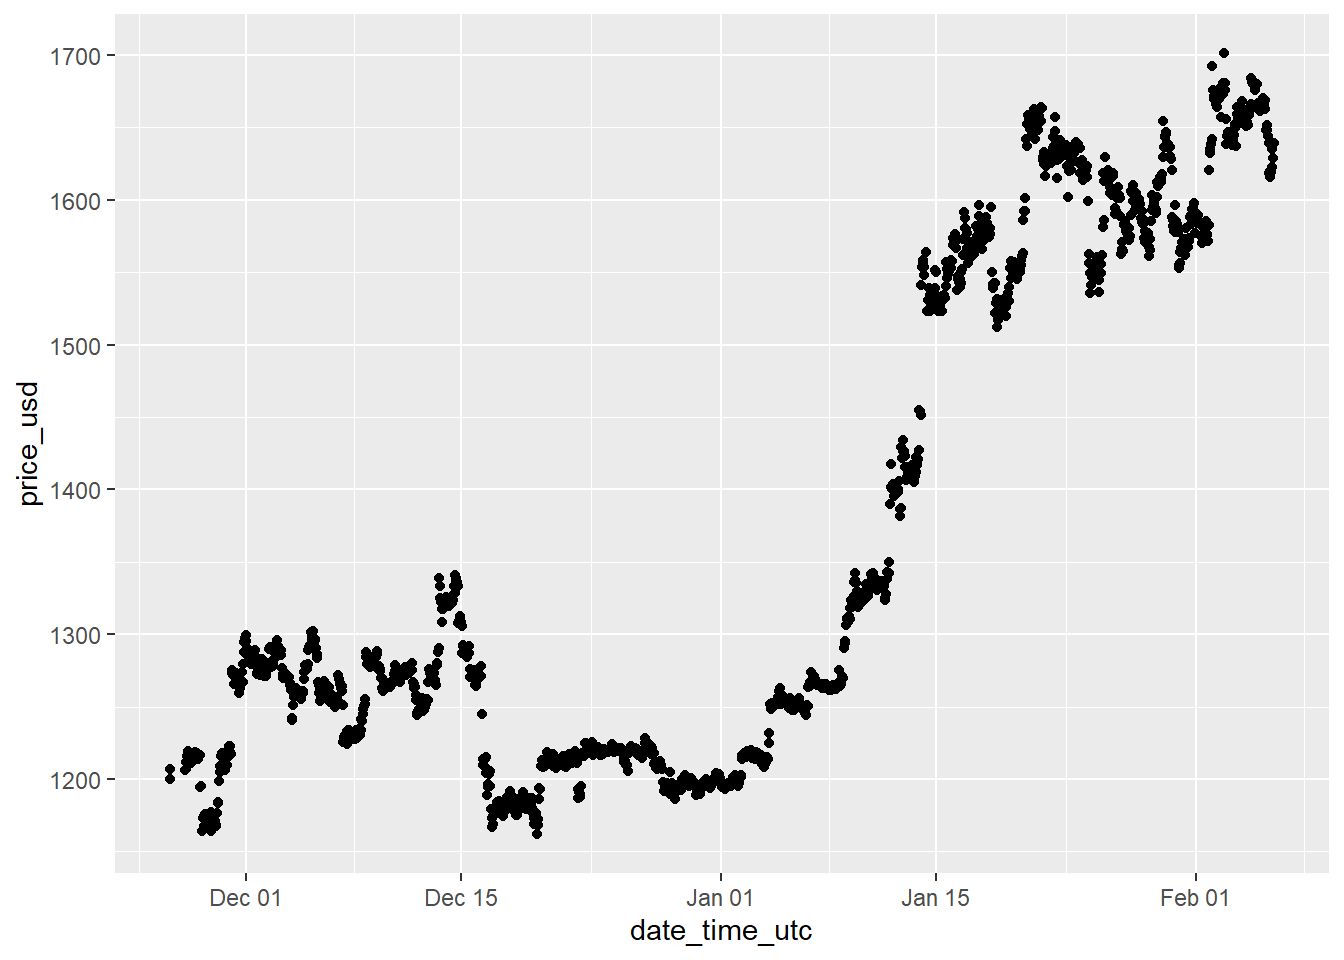 1700
1600
1500
1400
1300
1200
price_usd
Dec 01
Dec 15
Jan 01
Jan 15
Feb 01
date_time_utc